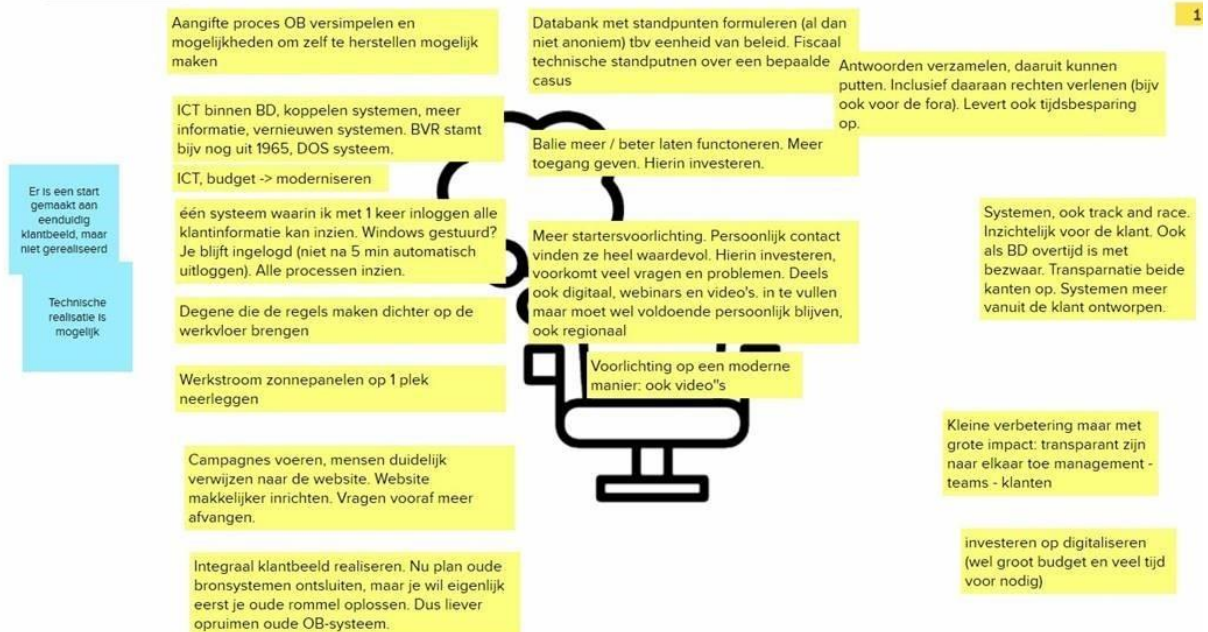 1
Aangifte proces OB versimpelen en
mogelijkheden om zelf te herstellen mogelijk
maken
ICT binnen BD, koppelen systemen, meer
informatie, vernieuwen systemen. BVR stamt
bijv nog uit 1965, DOS systeem.
ICT, budget -> moderniseren
Er is een start
gemaakt aan
eenduidig
klantbeeld, maar
niet gerealiseerd
Technische
realisatie is
mogelijk
één systeem waarin ik met 1 keer inloggen alle
klantinformatie kan inzien. Windows gestuurd?
Je blijft ingelogd (niet na 5 min automatisch
uitloggen). Alle processen inzien.
Degene die de regels maken dichter op de
werkvloer brengen
Werkstroom zonnepanelen op 1 plek
neerleggen
Campagnes voeren, mensen duidelijk
verwijzen naar de website. Website
makkelijker inrichten. Vragen vooraf meer
afvangen.
Integraal klantbeeld realiseren. Nu plan oude
bronsystemen ontsluiten, maar je wil eigenlijk
eerst je oude rommel oplossen. Dus liever
opruimen oude OB-systeem.
Databank met standpunten formuleren (al dan
niet anoniem) tbv eenheid van beleid. Fiscaal
technische standputnen over een bepaalde
casus
Antwoorden verzamelen, daaruit kunnen
putten. Inclusief daaraan rechten verlenen (bijv
ook voor de fora). Levert ook tijdsbesparing
op.
Balie meer / beter laten functoneren. Meer
toegang geven. Hierin investeren.
Meer startersvoorlichting. Persoonlijk contact
vinden ze heel waardevol. Hierin investeren,
voorkomt veel vragen en problemen. Deels
ook digitaal, webinars en video's. in te vullen
maar moet wel voldoende persoonlijk blijven,
ook regionaal
Voorlichting op een moderne
manier: ook video"s
Systemen, ook track and race.
Inzichtelijk voor de klant. Ook
als BD overtijd is met
bezwaar. Transparnatie beide
kanten op. Systemen meer
vanuit de klant ontworpen.
Kleine verbetering maar met
grote impact: transparant zijn
naar elkaar toe management -
teams - klanten
investeren op digitaliseren
(wel groot budget en veel tijd
voor nodig)